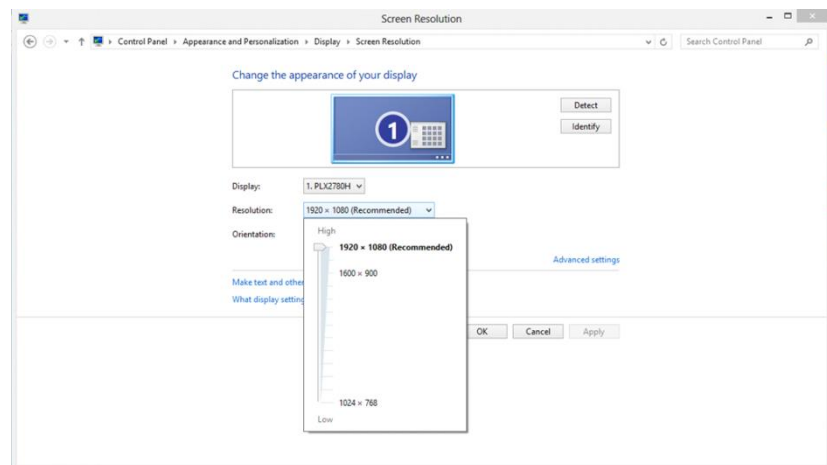 Screen Resolution
Control Panel Appearance and Personalization Display Screen Resolution
Search Control Panel
Change the appearance of your display
1
Detect
Identify
Display: 1. PLX2780H
Resolution: 1920 × 1080 (Recommended)
Orientation:
High
1920 × 1080 (Recommended)
Advanced settings
1600 × 900
Make text and other
What display setting
OK Cancel Apply
1024 × 768
Low